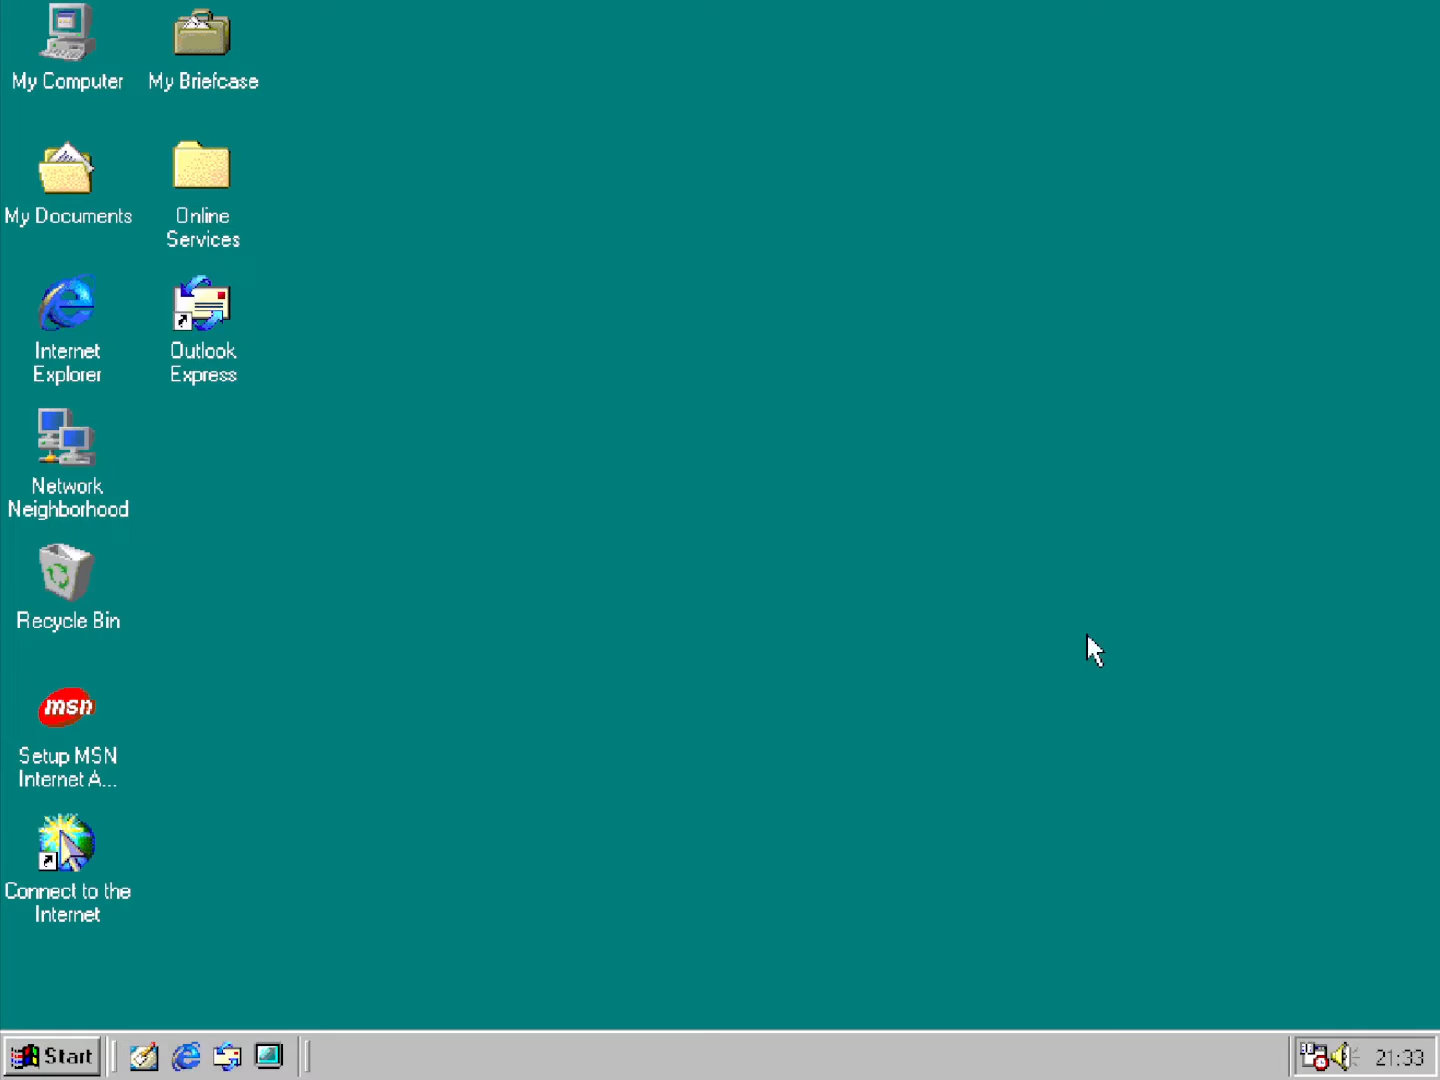 My Computer
My Briefcase
My Documents
Online
Services
Internet
Explorer
Outlook
Express
Network
Neighborhood
Recycle Bin
msn
Setup MSN
Internet A...
Connect to the
Internet
Start
21:33